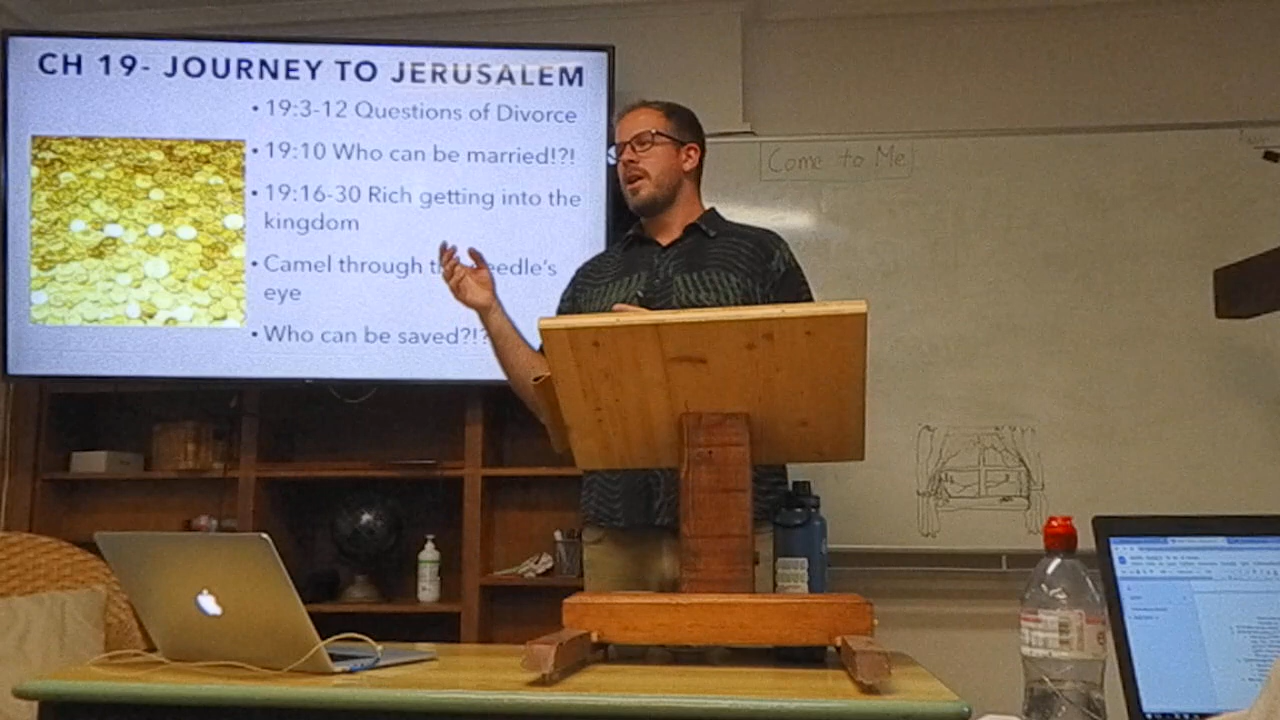 CH 19- JOURNEY TO JERUSALEM
• 19:3-12 Questions of Divorce
• 19:10 Who can be married!?!
• 19:16-30 Rich getting into the
kingdom
• Camel through eedle's
eye
• Who can be saved?!?
Come to Me